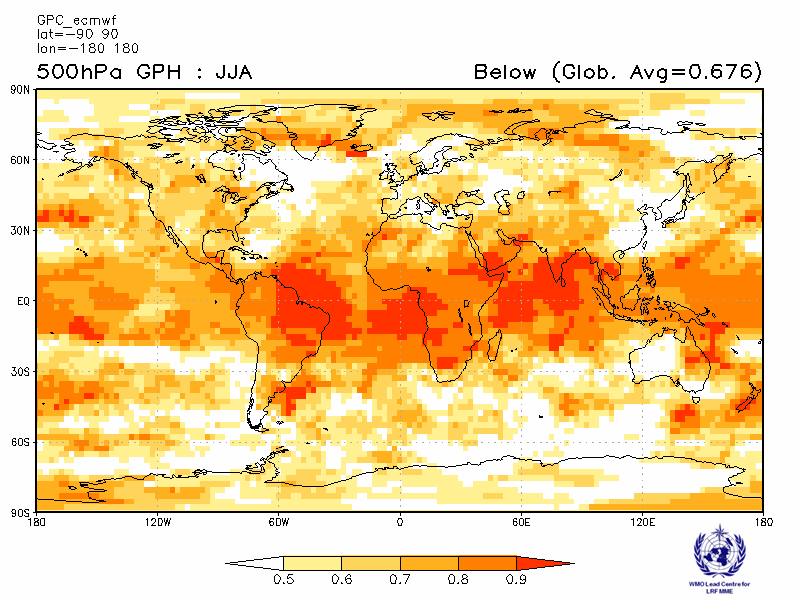 GPC_ecmwf
lat=-90 90
lon=-180 180
500hPa GPH : JJA Below (Glob. Avg=0.676)
90N
60N
30N
EQ
30S
60S
90S
180 120W 60W 0 60E 120E 180
0.5 0.6 0.7 0.8 0.9
WMO Lead Centre for
LRF MME